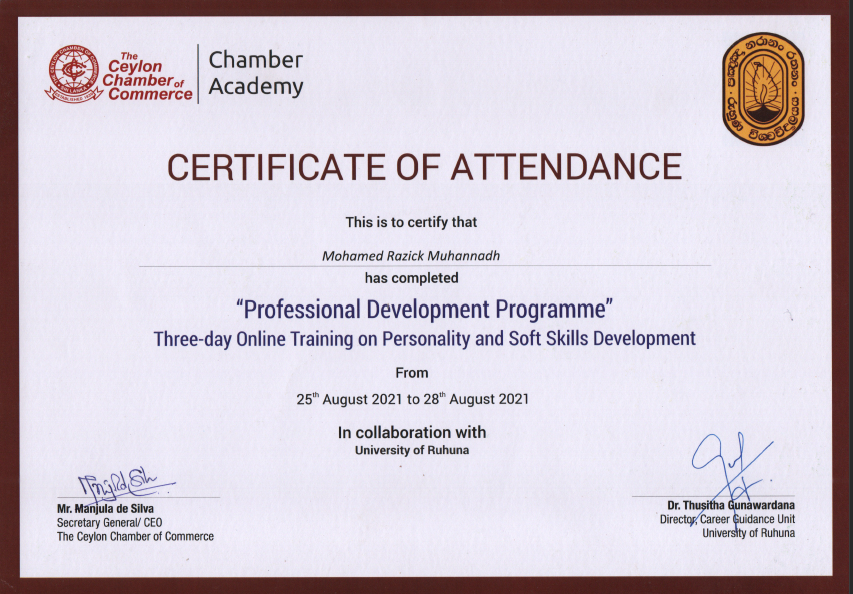 The
Ceylon
Chamber of
Commerce
Chamber
Academy
CERTIFICATE OF ATTENDANCE
This is to certify that
Mohamed Razick Muhannadh
has completed
“Professional Development Programme”
Three-day Online Training on Personality and Soft Skills Development
From
25th August 2021 to 28th August 2021
In collaboration with
University of Ruhuna
Mr. Manjula de Silva
Secretary General/ CEO
The Ceylon Chamber of Commerce
Dr. Thusitha Gunawardana
Director, Career Guidance Unit
University of Ruhuna